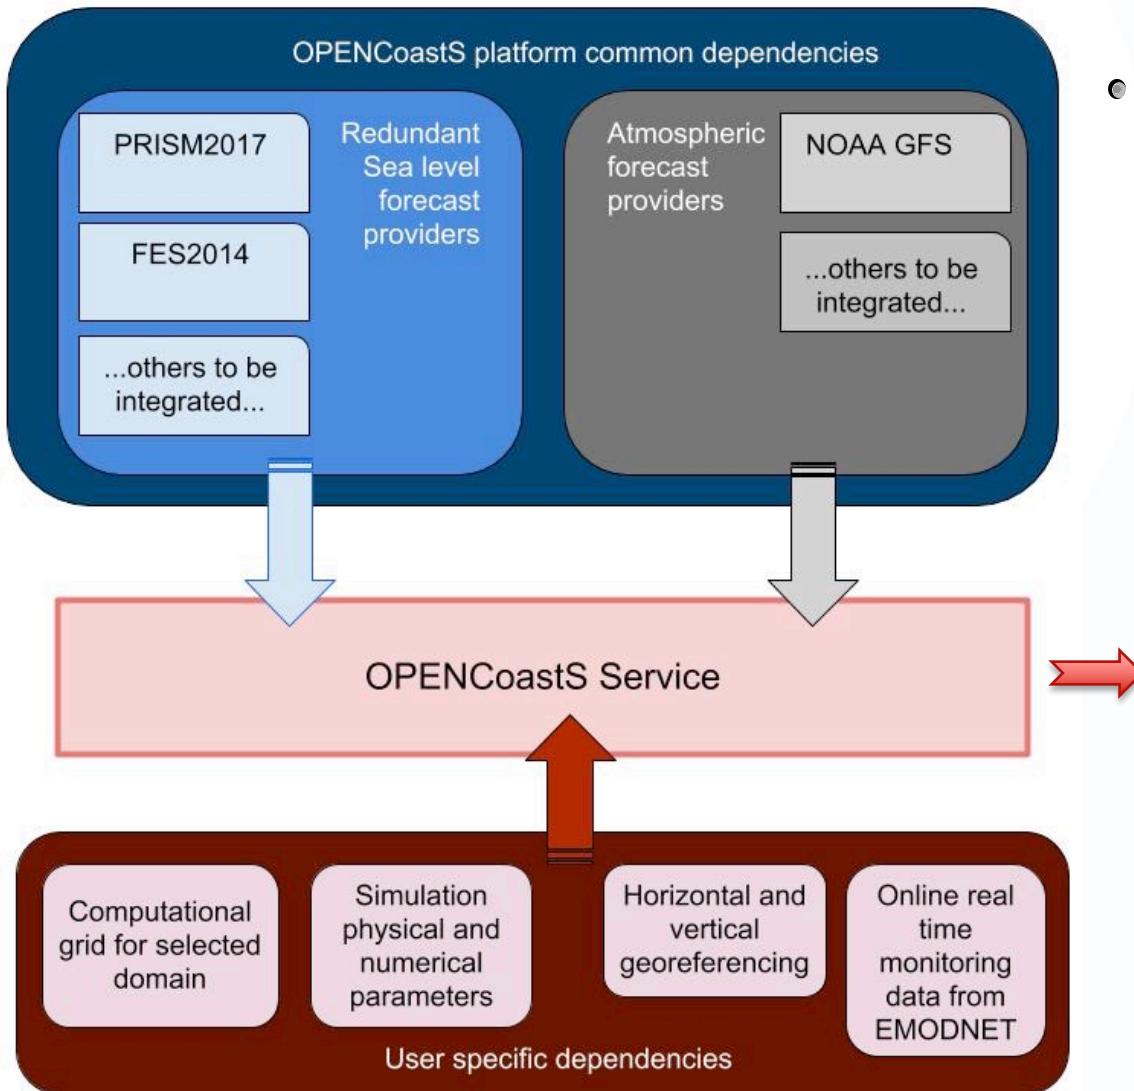 OPENCoastS platform common dependencies
PRISM2017
FES2014
...others to be
integrated...
Redundant
Sea level
forecast
providers
Atmospheric
forecast
providers
NOAA GFS
...others to be
integrated...
OPENCoastS Service
Computational
grid for selected
domain
Simulation
physical and
numerical
parameters
Horizontal and
vertical
georeferencing
Online real
time
monitoring
data from
EMODNET
User specific dependencies